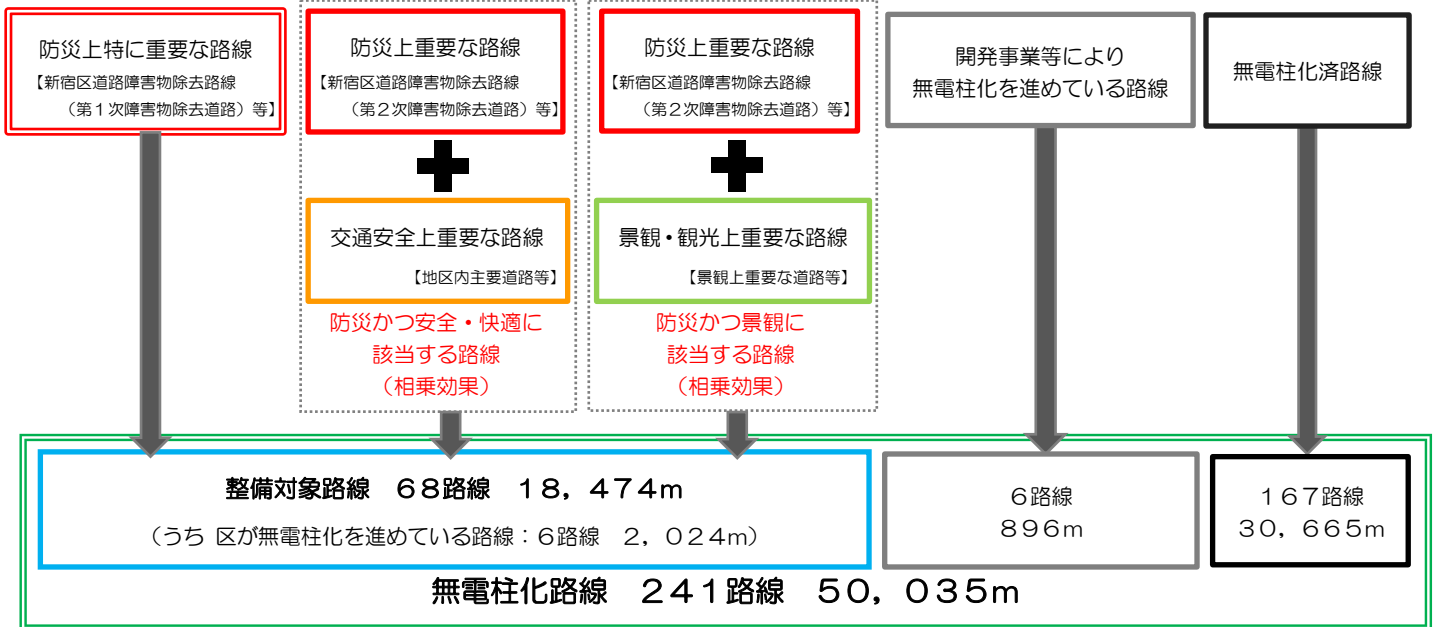 防災上特に重要な路線
【新宿区道路障害物除去路線
（第１次障害物除去道路）等】
防災上重要な路線
【新宿区道路障害物除去路線
（第２次障害物除去道路）等】
交通安全上重要な路線
【地区内主要道路等】
防災かつ安全・快適に
該当する路線
（相乗効果）
防災上重要な路線
【新宿区道路障害物除去路線
（第２次障害物除去道路）等】
景観・観光上重要な路線
【景観上重要な道路等】
防災かつ景観に
該当する路線
（相乗効果）
開発事業等により
無電柱化を進めている路線
無電柱化済路線
整備対象路線　６８路線　１８，４７４ｍ
（うち 区が無電柱化を進めている路線：６路線　２，０２４ｍ）
６路線
８９６ｍ
１６７路線
３０，６６５ｍ
無電柱化路線　２４１路線　５０，０３５ｍ